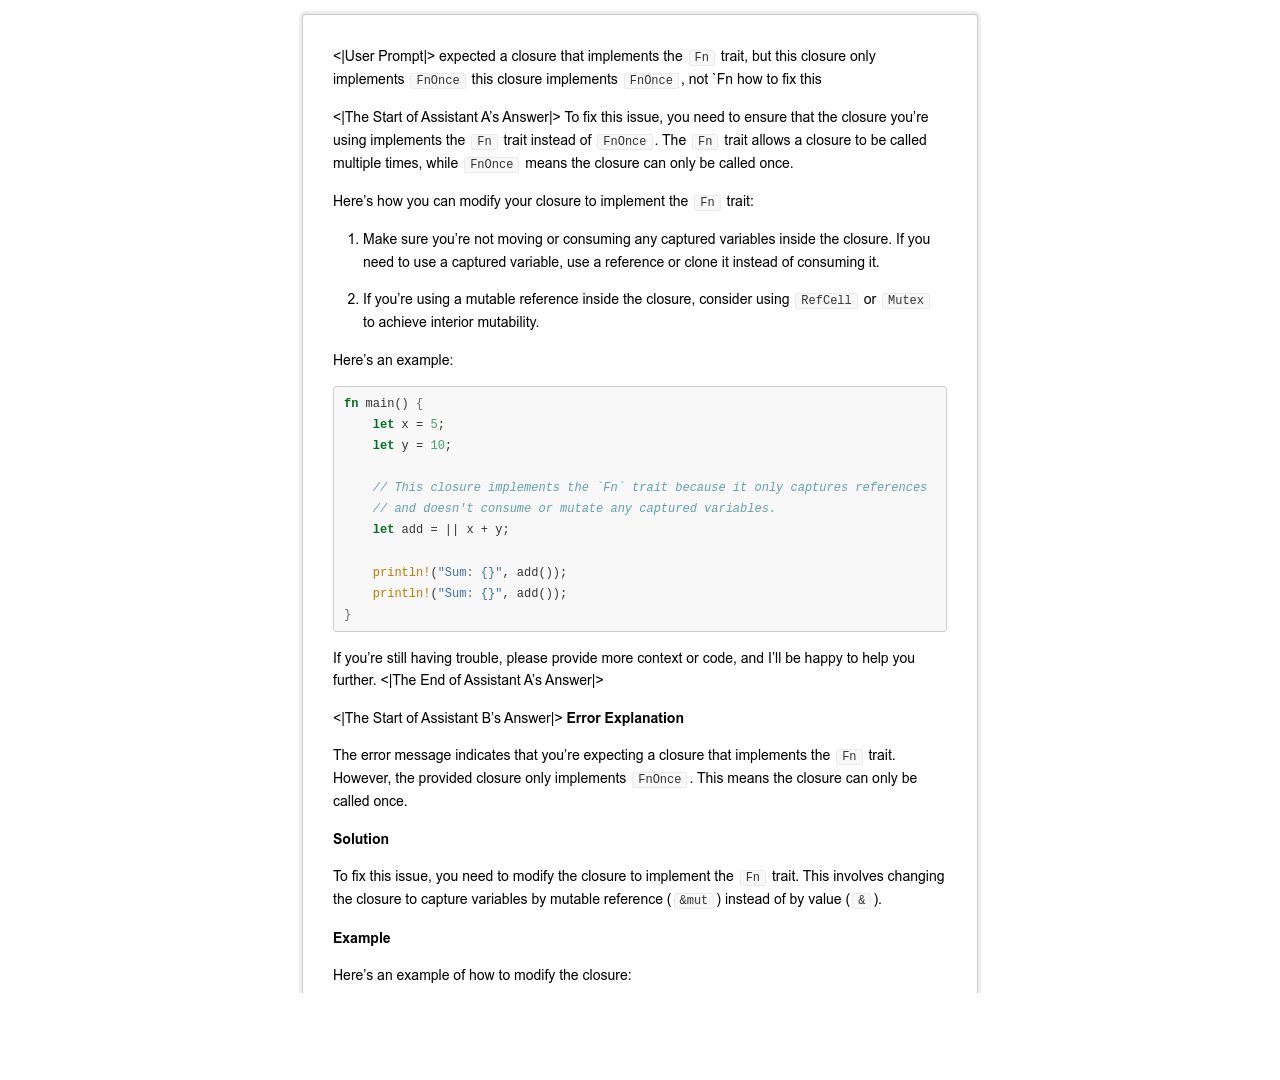 <|User Prompt|> expected a closure that implements the Fn trait, but this closure only
implements FnOnce this closure implements FnOnce, not `Fn how to fix this
<|The Start of Assistant A’s Answer|> To fix this issue, you need to ensure that the closure you’re
using implements the Fn trait instead of FnOnce. The Fn trait allows a closure to be called
multiple times, while FnOnce means the closure can only be called once.
Here’s how you can modify your closure to implement the Fn trait:
1. Make sure you’re not moving or consuming any captured variables inside the closure. If you
need to use a captured variable, use a reference or clone it instead of consuming it.
2. If you’re using a mutable reference inside the closure, consider using RefCell or Mutex
to achieve interior mutability.
Here’s an example:
fn main() {
    let x = 5;
    let y = 10;
    // This closure implements the `Fn` trait because it only captures references
    // and doesn't consume or mutate any captured variables.
    let add = || x + y;
    println!("Sum: {}", add());
    println!("Sum: {}", add());
}
If you’re still having trouble, please provide more context or code, and I’ll be happy to help you
further. <|The End of Assistant A’s Answer|>
<|The Start of Assistant B’s Answer|> Error Explanation
The error message indicates that you’re expecting a closure that implements the Fn trait.
However, the provided closure only implements FnOnce. This means the closure can only be
called once.
Solution
To fix this issue, you need to modify the closure to implement the Fn trait. This involves changing
the closure to capture variables by mutable reference (&mut) instead of by value (&).
Example
Here’s an example of how to modify the closure: